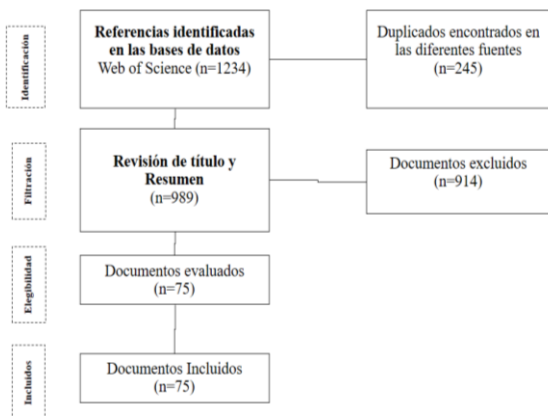 Identificación
Referencias identificadas
en las bases de datos
Web of Science (n=1234)
Duplicados encontrados en
las diferentes fuentes
(n=245)
Filtración
Revisión de título y
Resumen
(n=989)
Documentos excluidos
(n=914)
Elegibilidad
Documentos evaluados
(n=75)
Incluidos
Documentos Incluidos
(n=75)